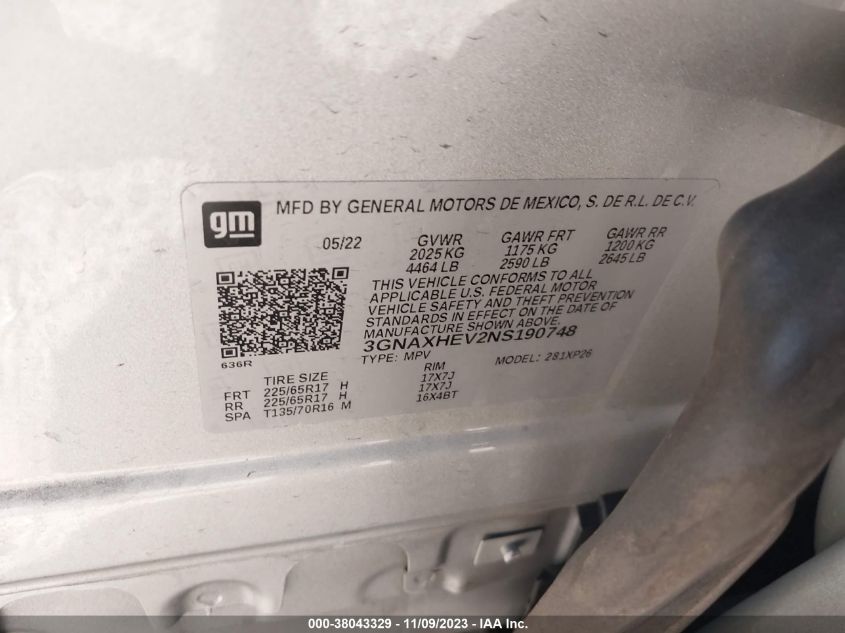 gm
MFD BY GENERAL MOTORS DE MEXICO, S. DE R.L. DE C.V.
05/22 GVWR GAWR FRT GAWR RR
2025 KG 1175 KG 1200 KG
4464 LB 2590 LB 2645 LB
THIS VEHICLE CONFORMS TO ALL
APPLICABLE U.S. FEDERAL MOTOR
VEHICLE SAFETY AND THEFT PREVENTION
STANDARDS IN EFFECT ON THE DATE OF
MANUFACTURE SHOWN ABOVE.
3GNAXHEV2NS190748
636R TYPE: MPV MODEL: 281XP26
TIRE SIZE RIM
FRT 225/65R17 H 17X7J
RR 225/65R17 H 17X7J
SPA T135/70R16 M 16X4BT
000-38043329 - 11/09/2023 - IAA Inc.